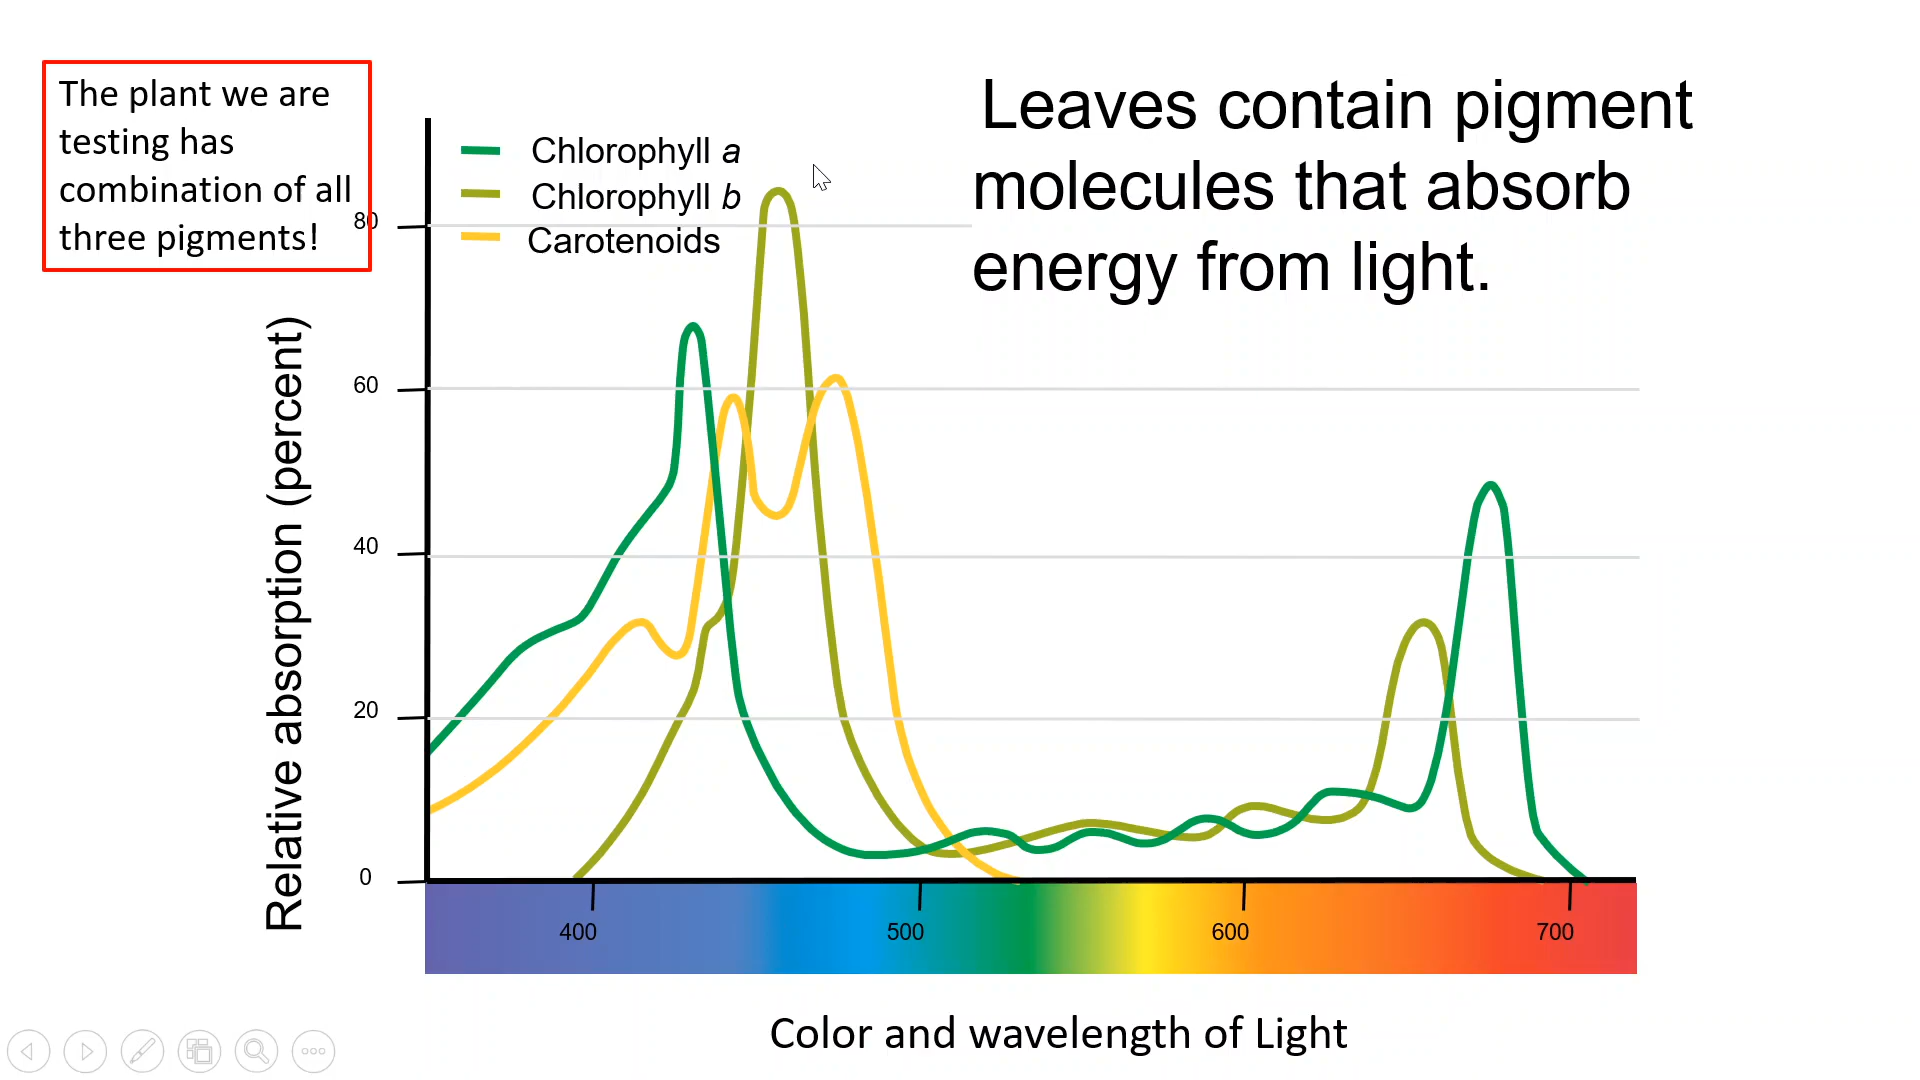 The plant we are
testing has
combination of all
three pigments!
Leaves contain pigment
molecules that absorb
energy from light.
Chlorophyll a
Chlorophyll b
Carotenoids
Relative absorption (percent)
80
60
40
20
0
400 500 600 700
Color and wavelength of Light